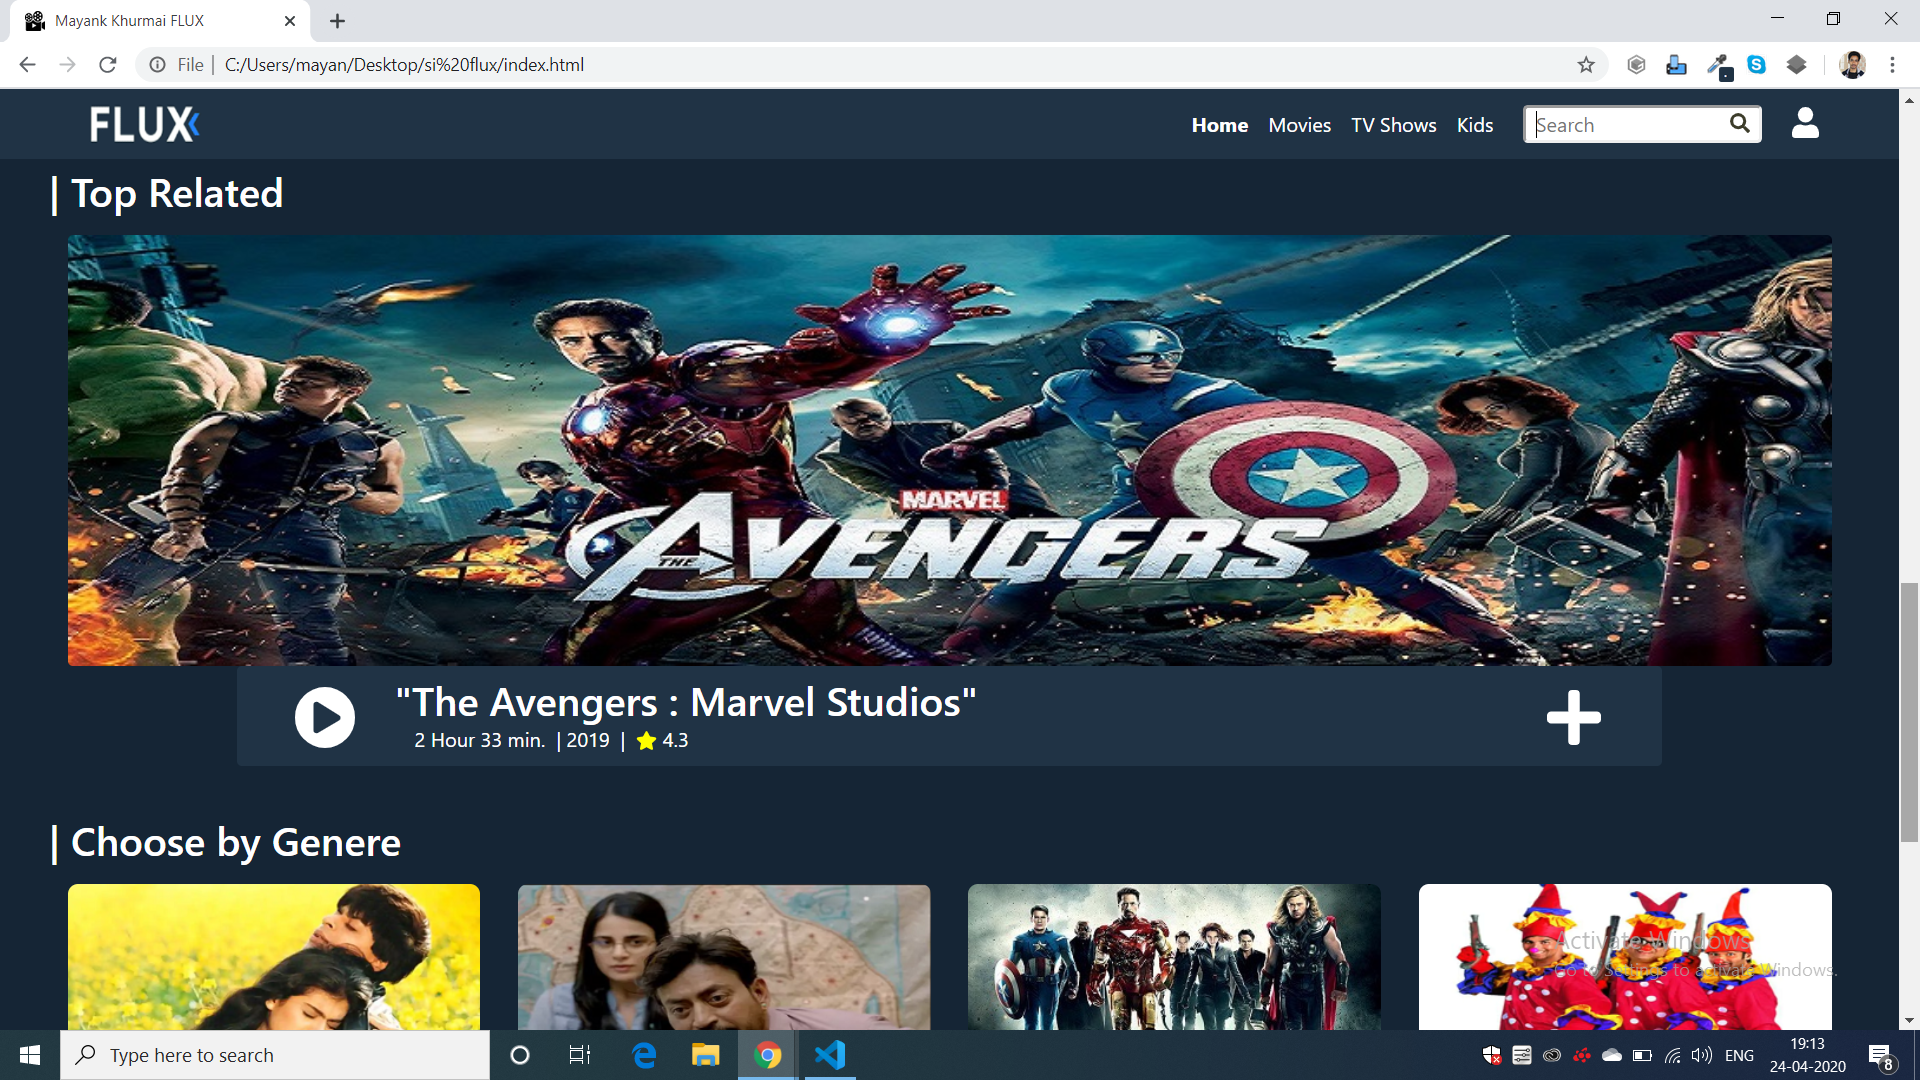 Mayank Khurmai FLUX
File | C:/Users/mayan/Desktop/si%20flux/index.html
FLUX Home Movies TV Shows Kids Search
| Top Related
MARVEL
THE AVENGERS
"The Avengers : Marvel Studios"
2 Hour 33 min. | 2019 | 4.3
| Choose by Genere
Activate Windows
Go to Settings to activate Windows.
Type here to search
ENG
19:13
24-04-2020
8